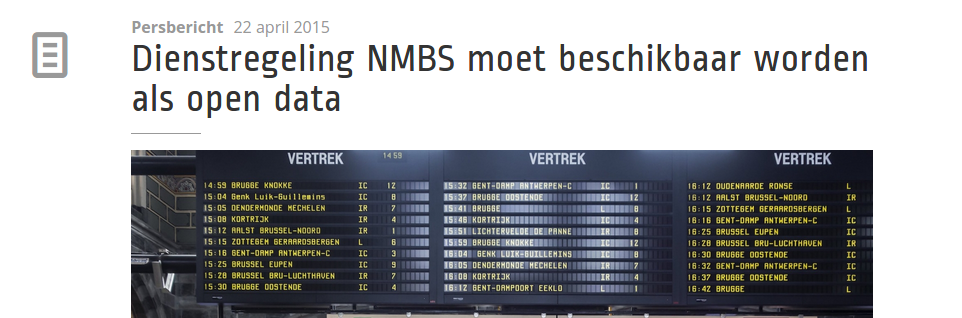 Persbericht 22 april 2015
Dienstregeling NMBS moet beschikbaar worden
als open data
VERTREK 14 59
14:59 BRUGGE KNOKKE IC 12
15:04 Genk Luik-Guillemins IC 8
15:05 DENDERMONDE MECHELEN IR 7
15:08 KORTRIJK IR 4
15:12 AALST BRUSSEL-NOORD IR 1
15:15 ZOTTEGEM GERAARDSBERGEN L 6
15:16 GENT-DAMP ANTWERPEN-C IC 3
15:25 BRUSSEL EUPEN IC 9
15:28 BRUSSEL BRU-LUCHTHAVEN IR 7
15:30 BRUGGE OOSTENDE IC 4
VERTREK
15:32 GENT-DAMP ANTWERPEN-C IC 1
15:37 BRUGGE OOSTENDE IC 12
15:41 BRUGGE L 8
15:46 KORTRIJK IC 4
15:51 LICHTERVELDE DE PANNE IR 8
15:59 BRUGGE KNOKKE IC 12
16:04 GENK LUIK-GUILLEMINS IC 8
16:05 DENDERMONDE MECHELEN IR 7
16:08 KORTRIJK IR 4
16:12 GENT-DAMPOORT EEKLO L 1
VERTREK
16:12 OUDENAARDE RONSE L
16:12 AALST BRUSSEL-NOORD IR
16:15 ZOTTEGEM GERAARDSBERGEN L
16:16 GENT-DAMP ANTWERPEN-C IC
16:25 BRUSSEL EUPEN IC
16:28 BRUSSEL BRU-LUCHTHAVEN IR
16:30 BRUGGE OOSTENDE IC
16:32 GENT-DAMP ANTWERPEN-C IC
16:37 BRUGGE OOSTENDE IC
16:42 BRUGGE L